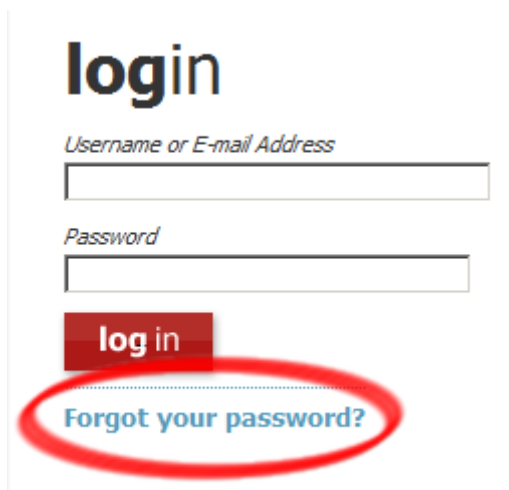 login
Username or E-mail Address
Password
log in
Forgot your password?